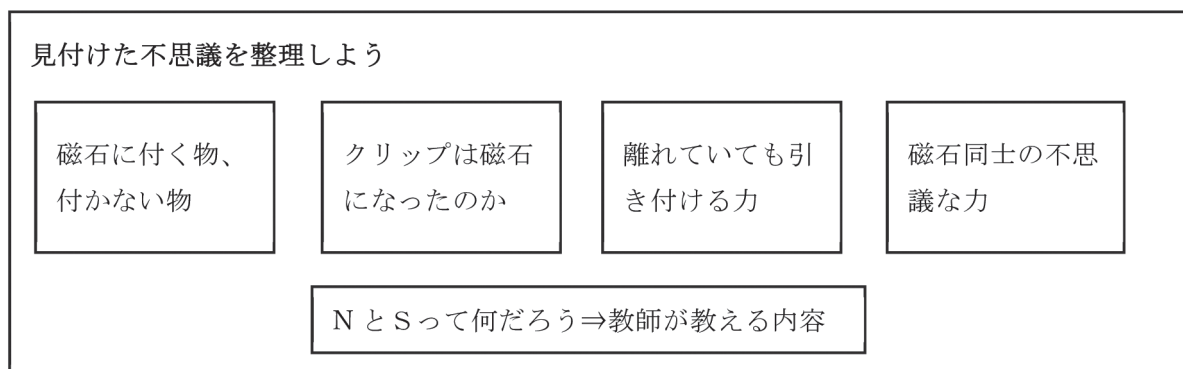 見付けた不思議を整理しよう
磁石に付く物、
付かない物
クリップは磁石
になったのか
離れていても引
き付ける力
磁石同士の不思
議な力
NとSって何だろう⇒教師が教える内容